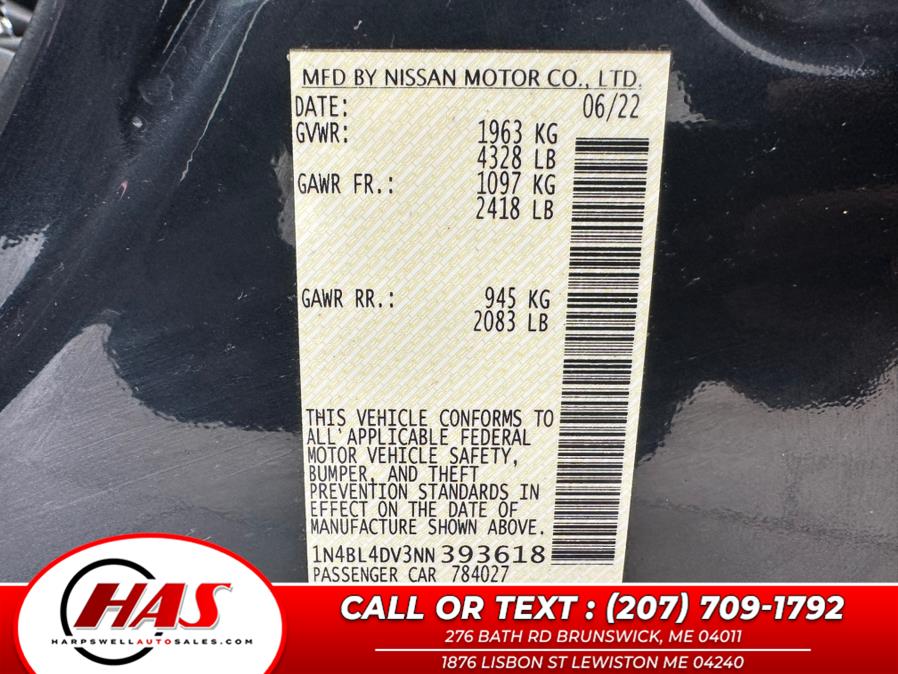 MFD BY NISSAN MOTOR CO., LTD.
DATE: 06/22
GVWR: 1963 KG
4328 LB
GAWR FR.: 1097 KG
2418 LB
GAWR RR.: 945 KG
2083 LB
THIS VEHICLE CONFORMS TO
ALL APPLICABLE FEDERAL
MOTOR VEHICLE SAFETY,
BUMPER, AND THEFT
PREVENTION STANDARDS IN
EFFECT ON THE DATE OF
MANUFACTURE SHOWN ABOVE.
1N4BL4DV3NN393618
PASSENGER CAR 784027
HAS
HARPSWELLAUTOSALES.COM
CALL OR TEXT : (207) 709-1792
276 BATH RD BRUNSWICK, ME 04011
1876 LISBON ST LEWISTON ME 04240